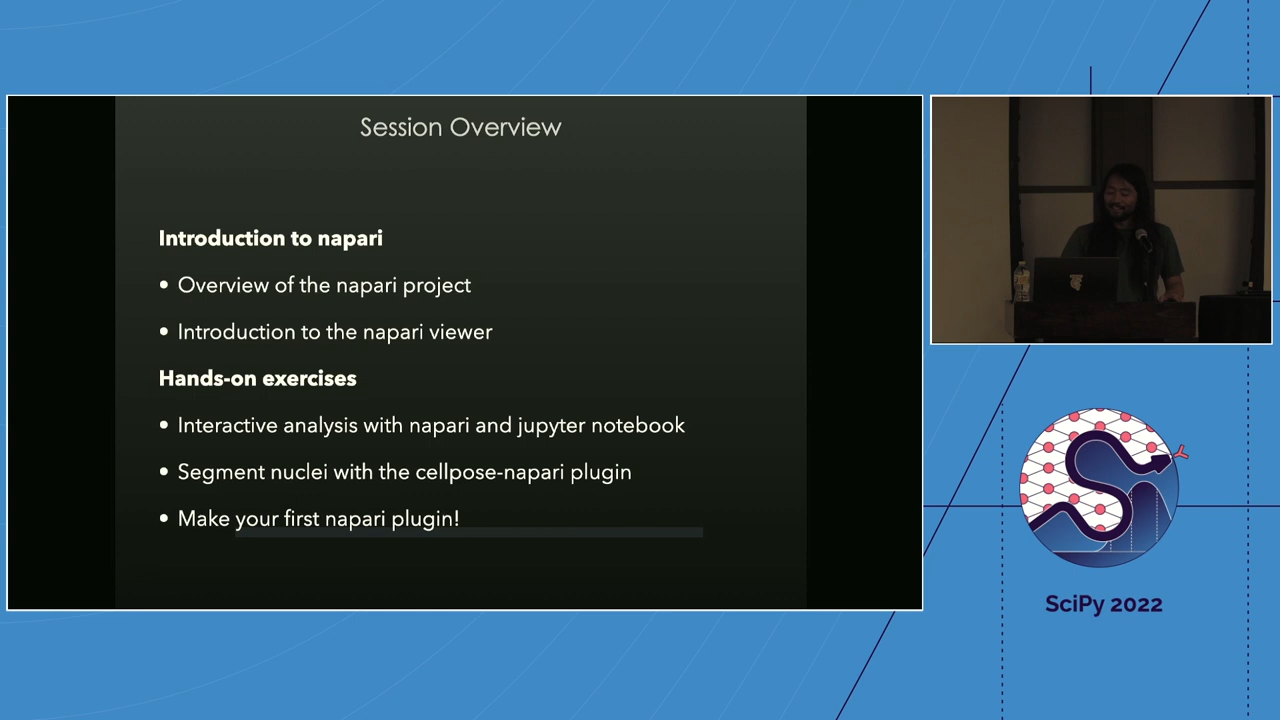 Session Overview
Introduction to napari
• Overview of the napari project
• Introduction to the napari viewer
Hands-on exercises
• Interactive analysis with napari and jupyter notebook
• Segment nuclei with the cellpose-napari plugin
• Make your first napari plugin!
SciPy 2022